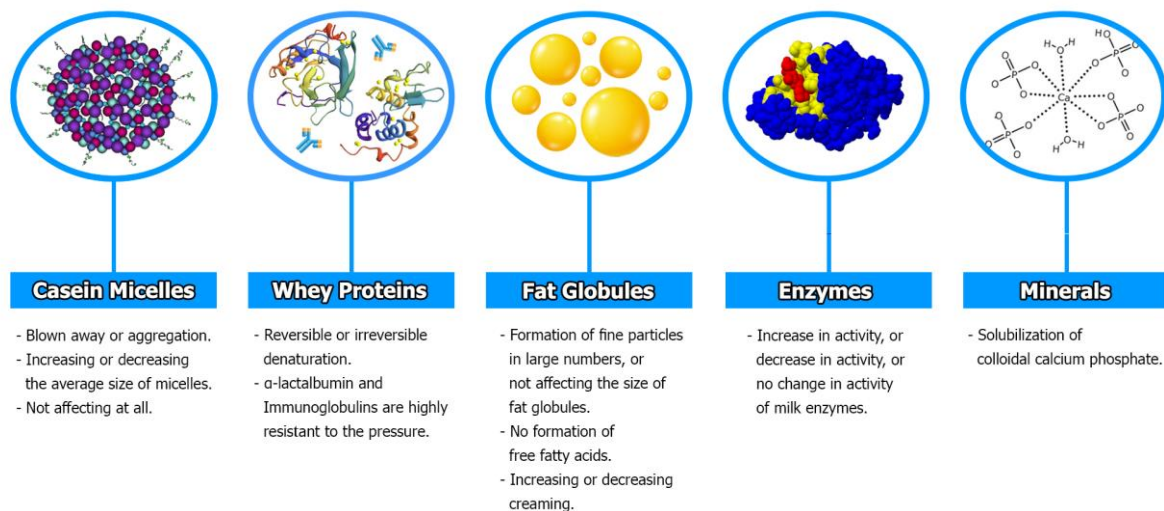 Casein Micelles
- Blown away or aggregation.
- Increasing or decreasing
the average size of micelles.
- Not affecting at all.
Whey Proteins
- Reversible or irreversible
denaturation.
- α-lactalbumin and
Immunoglobulins are highly
resistant to the pressure.
Fat Globules
- Formation of fine particles
in large numbers, or
not affecting the size of
fat globules.
- No formation of
free fatty acids.
- Increasing or decreasing
creaming.
Enzymes
- Increase in activity, or
decrease in activity, or
no change in activity
of milk enzymes.
H H
O
HO O
P
O
O
O
P
O
O
Ca
O
P
O
O
O
O
P
O
O
H O H
Minerals
- Solubilization of
colloidal calcium phosphate.